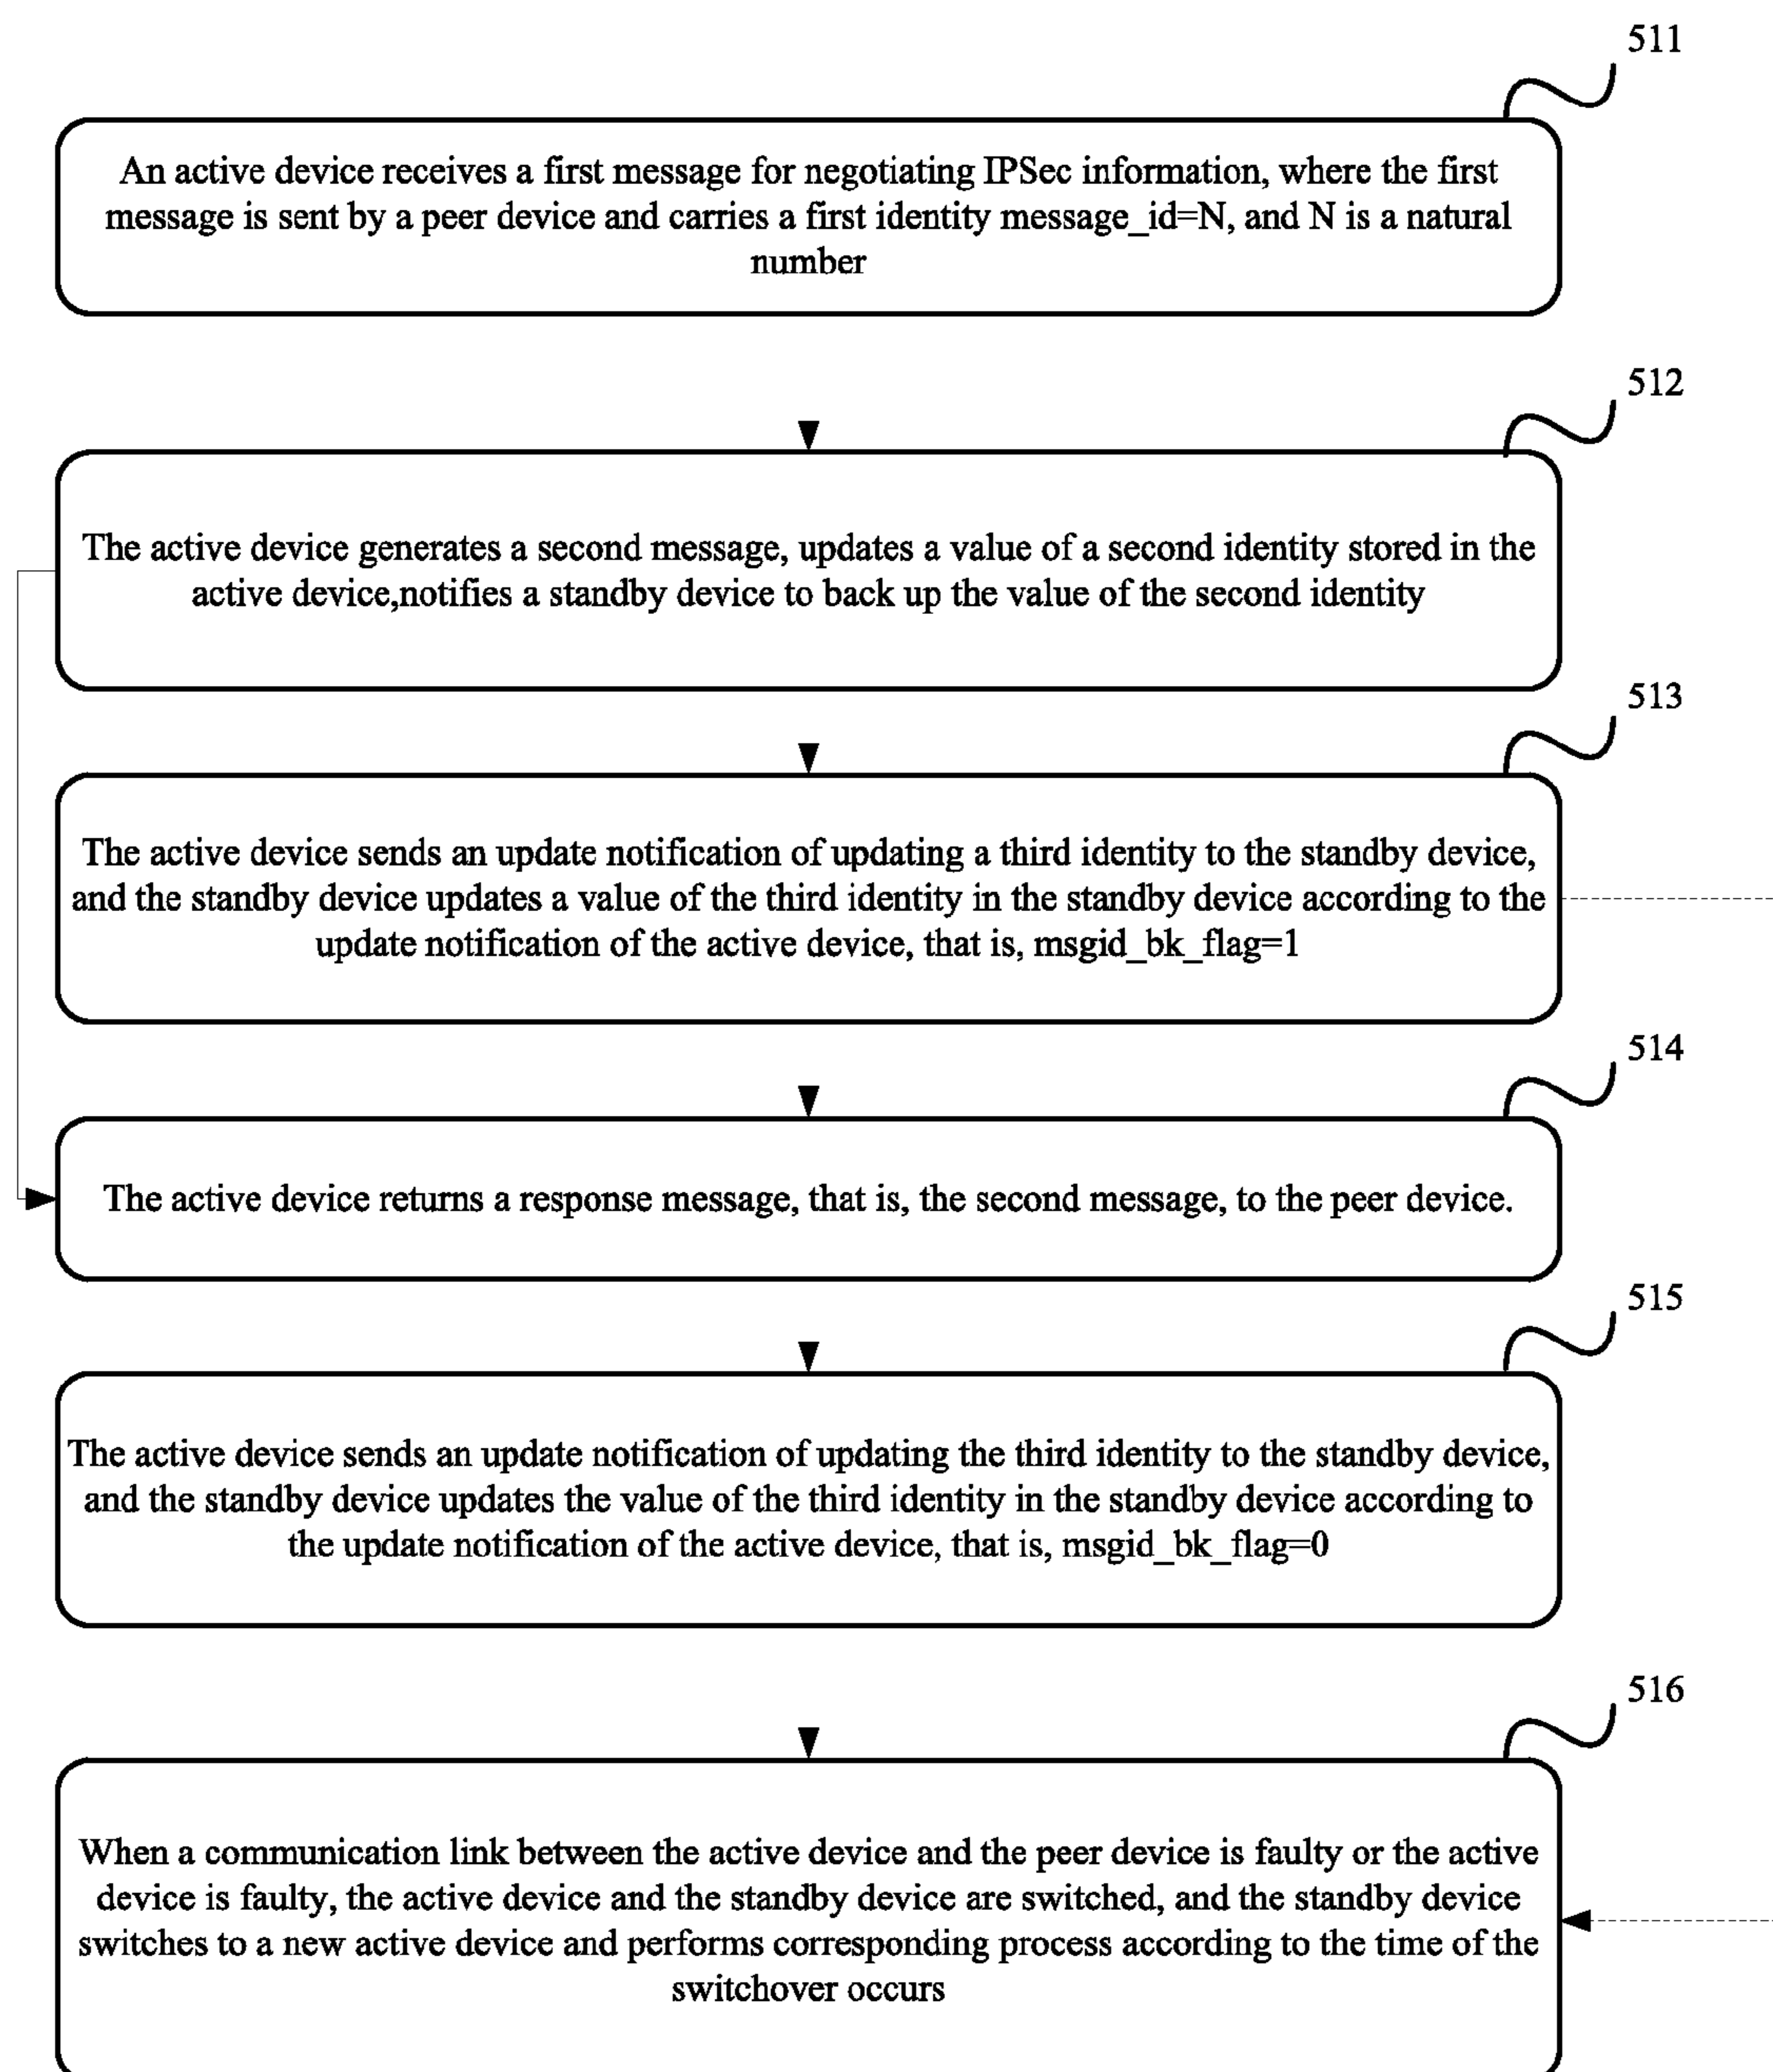 511
An active device receives a first message for negotiating IPSec information, where the first
message is sent by a peer device and carries a first identity message_id=N, and N is a natural
number
512
The active device generates a second message, updates a value of a second identity stored in the
active device,notifies a standby device to back up the value of the second identity
513
The active device sends an update notification of updating a third identity to the standby device,
and the standby device updates a value of the third identity in the standby device according to the
update notification of the active device, that is, msgid_bk_flag=1
514
The active device returns a response message, that is, the second message, to the peer device.
515
The active device sends an update notification of updating the third identity to the standby device,
and the standby device updates the value of the third identity in the standby device according to
the update notification of the active device, that is, msgid_bk_flag=0
516
When a communication link between the active device and the peer device is faulty or the active
device is faulty, the active device and the standby device are switched, and the standby device
switches to a new active device and performs corresponding process according to the time of the
switchover occurs